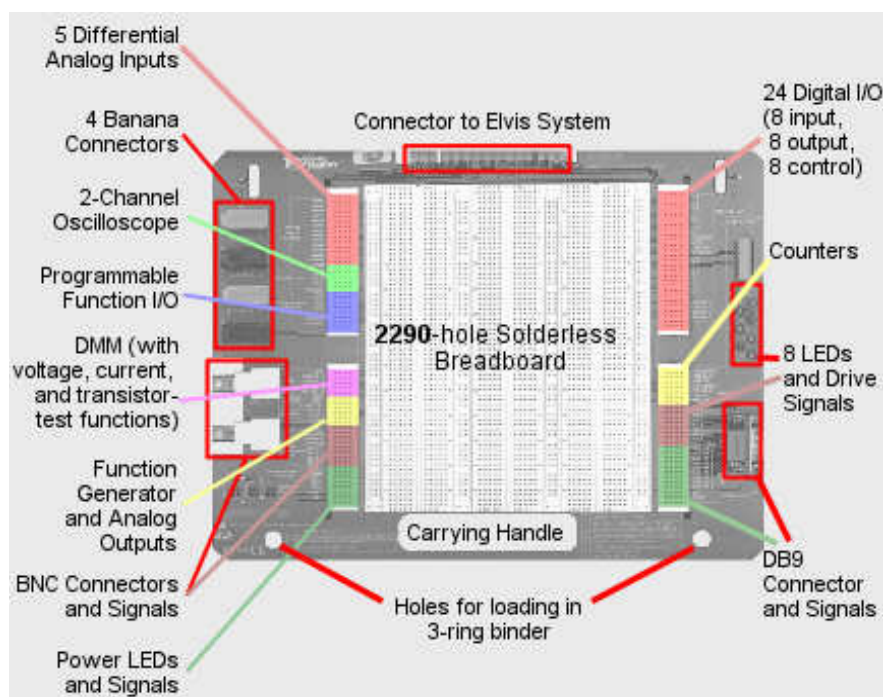 5 Differential
Analog Inputs
4 Banana
Connectors
2-Channel
Oscilloscope
Programmable
Function I/O
DMM (with
voltage, current,
and transistor-
test functions)
Function
Generator
and Analog
Outputs
BNC Connectors
and Signals
Power LEDs
and Signals
Connector to Elvis System
2290-hole Solderless
Breadboard
Carrying Handle
Holes for loading in
3-ring binder
24 Digital I/O
(8 input,
8 output,
8 control)
Counters
8 LEDs
and Drive
Signals
DB9
Connector
and Signals